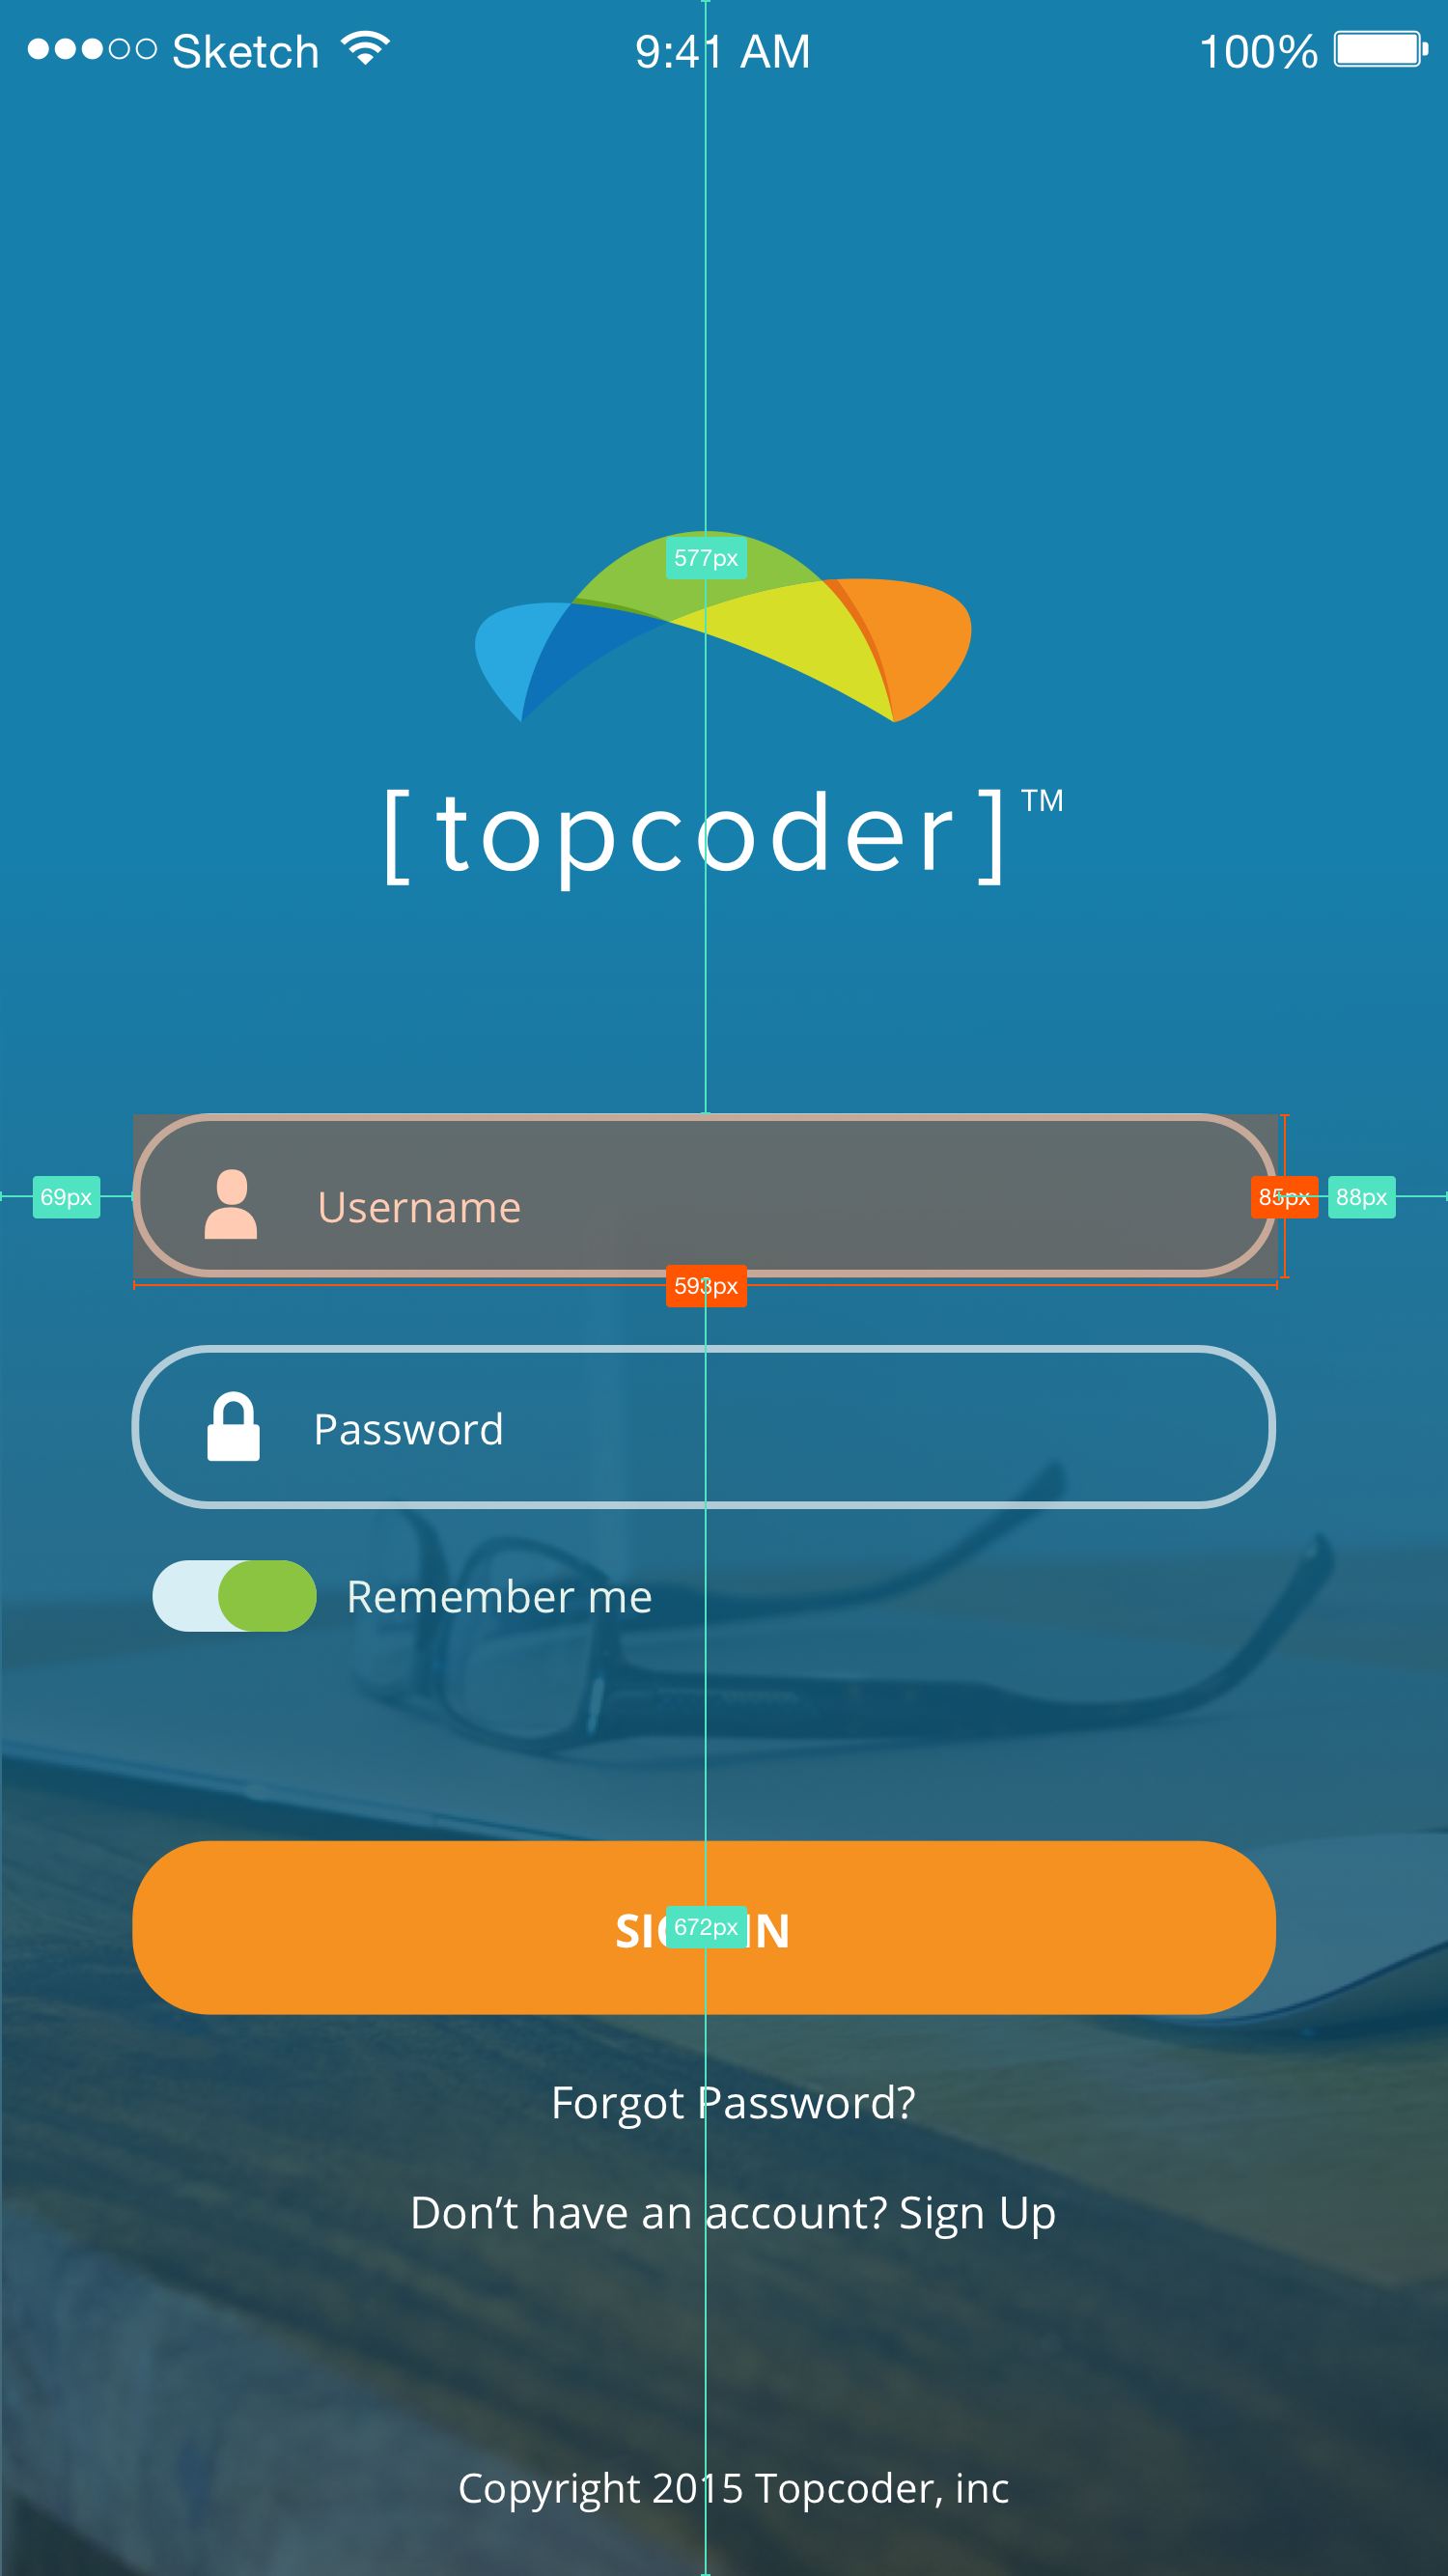 Sketch 9:41 AM 100%
577px
[ topcoder ]™
69px Username 85px 88px
593px
Password
Remember me
672px
Forgot Password?
Don’t have an account? Sign Up
Copyright 2015 Topcoder, inc